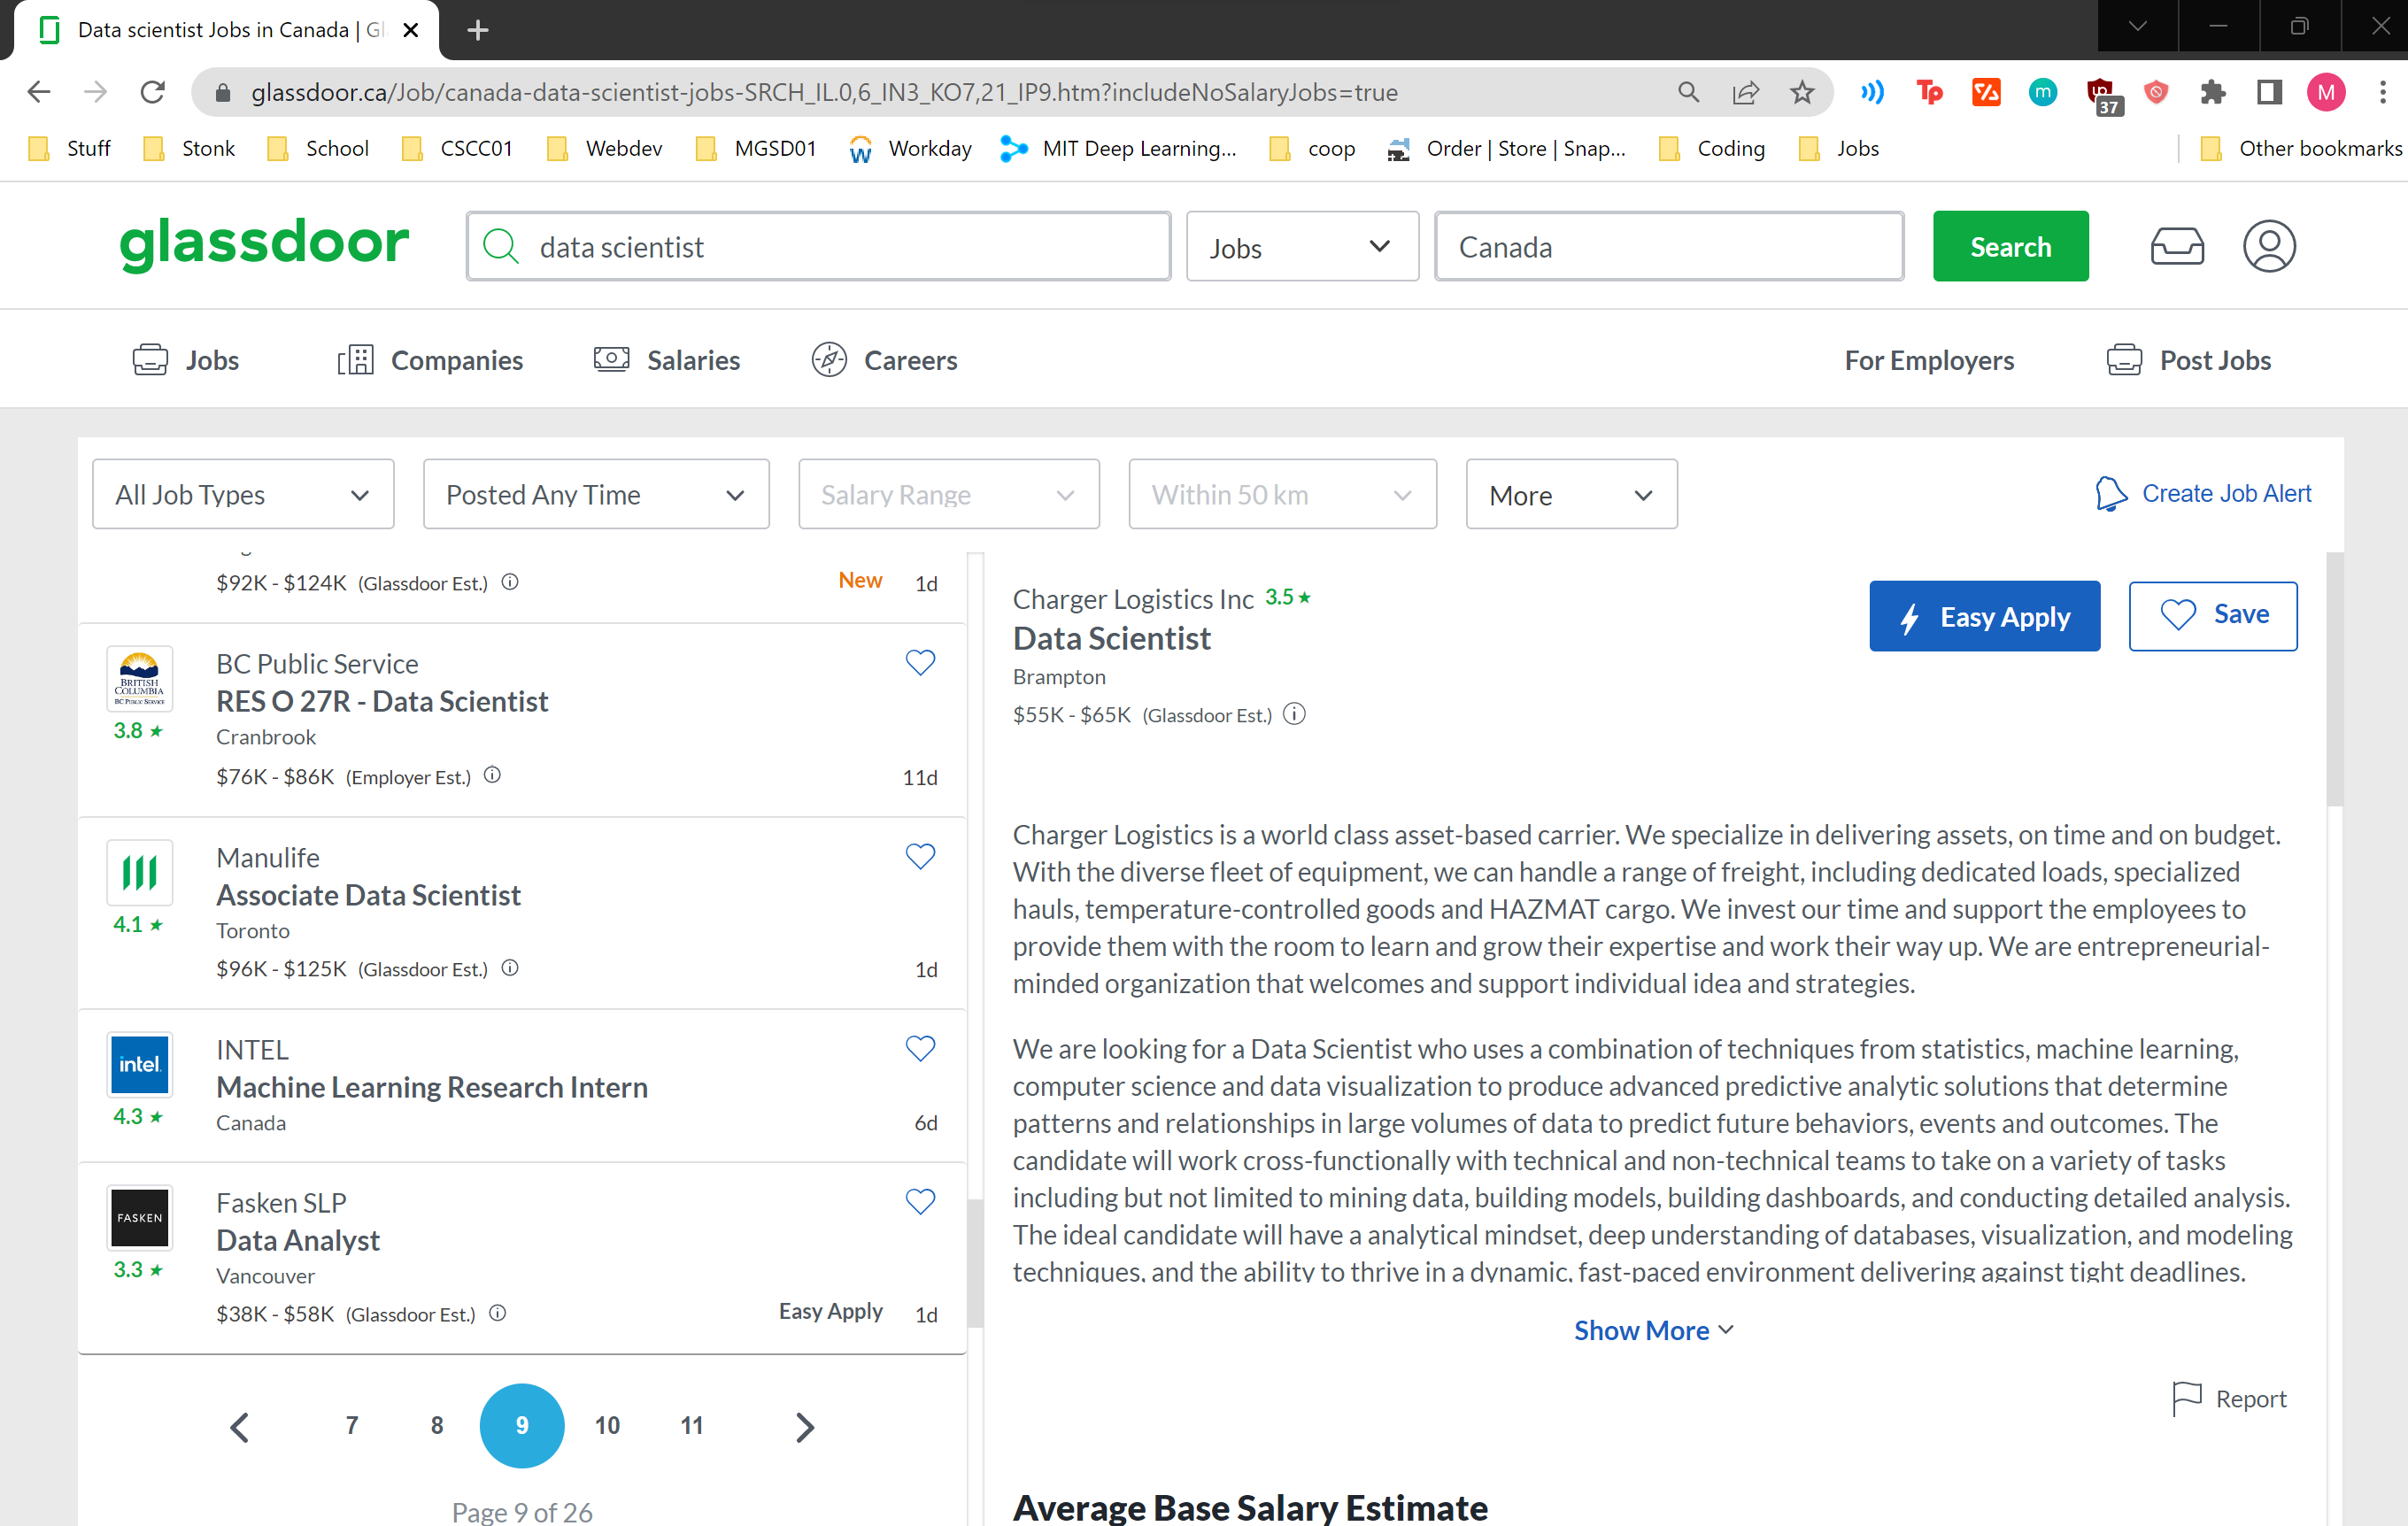 Data scientist Jobs in Canada | Gl
glassdoor.ca/Job/canada-data-scientist-jobs-SRCH_IL.0,6_IN3_KO7,21_IP9.htm?includeNoSalaryJobs=true
Tp
m
37
M
Stuff
Stonk
School
CSCC01
Webdev
MGSD01
Workday
MIT Deep Learning...
coop
Order | Store | Snap...
Coding
Jobs
Other bookmarks
glassdoor
data scientist
Jobs
Canada
Search
Jobs
Companies
Salaries
Careers
For Employers
Post Jobs
All Job Types
Posted Any Time
Salary Range
Within 50 km
More
Create Job Alert
$92K - $124K (Glassdoor Est.)
New
1d
BRITISH
COLUMBIA
BC Public Service
3.8 ★
BC Public Service
RES O 27R - Data Scientist
Cranbrook
$76K - $86K (Employer Est.)
11d
4.1 ★
Manulife
Associate Data Scientist
Toronto
$96K - $125K (Glassdoor Est.)
1d
intel.
4.3 ★
INTEL
Machine Learning Research Intern
Canada
6d
FASKEN
3.3 ★
Fasken SLP
Data Analyst
Vancouver
$38K - $58K (Glassdoor Est.)
Easy Apply
1d
7 8 9 10 11
Page 9 of 26
Charger Logistics Inc 3.5 ★
Data Scientist
Brampton
$55K - $65K (Glassdoor Est.)
Easy Apply
Save
Charger Logistics is a world class asset-based carrier. We specialize in delivering assets, on time and on budget.
With the diverse fleet of equipment, we can handle a range of freight, including dedicated loads, specialized
hauls, temperature-controlled goods and HAZMAT cargo. We invest our time and support the employees to
provide them with the room to learn and grow their expertise and work their way up. We are entrepreneurial-
minded organization that welcomes and support individual idea and strategies.
We are looking for a Data Scientist who uses a combination of techniques from statistics, machine learning,
computer science and data visualization to produce advanced predictive analytic solutions that determine
patterns and relationships in large volumes of data to predict future behaviors, events and outcomes. The
candidate will work cross-functionally with technical and non-technical teams to take on a variety of tasks
including but not limited to mining data, building models, building dashboards, and conducting detailed analysis.
The ideal candidate will have a analytical mindset, deep understanding of databases, visualization, and modeling
techniques, and the ability to thrive in a dynamic, fast-paced environment delivering against tight deadlines.
Show More
Report
Average Base Salary Estimate